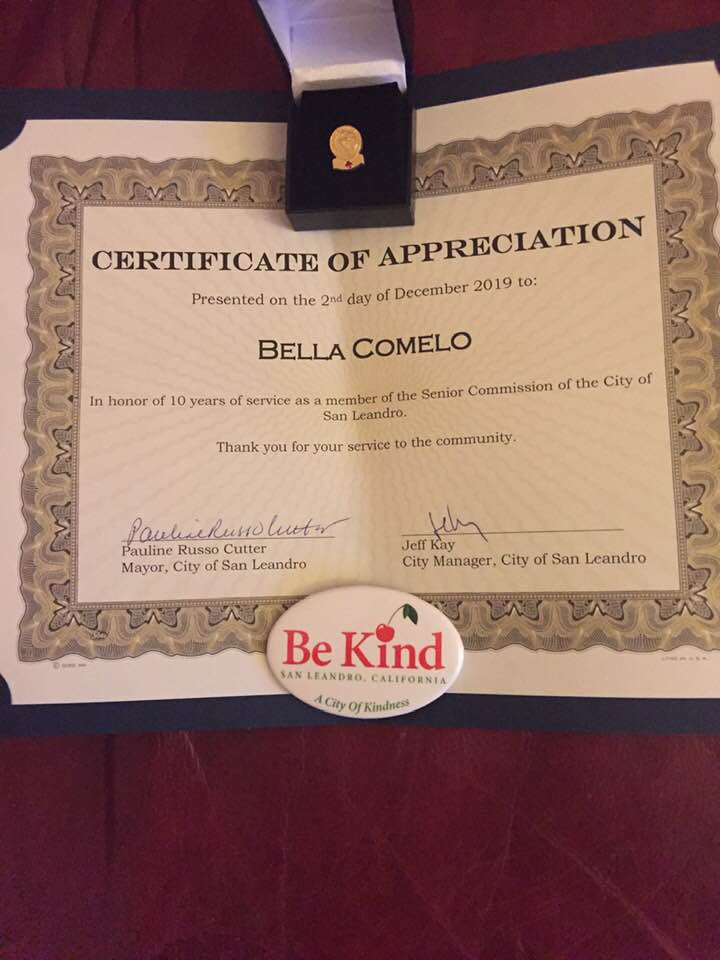 CERTIFICATE OF APPRECIATION
Presented on the 2nd day of December 2019 to:
BELLA COMELO
In honor of 10 years of service as a member of the Senior Commission of the City of
San Leandro.
Thank you for your service to the community.
Pauline Russo Cutter
Pauline Russo Cutter
Mayor, City of San Leandro
Jeff Kay
City Manager, City of San Leandro
Be Kind
SAN LEANDRO, CALIFORNIA
A City Of Kindness